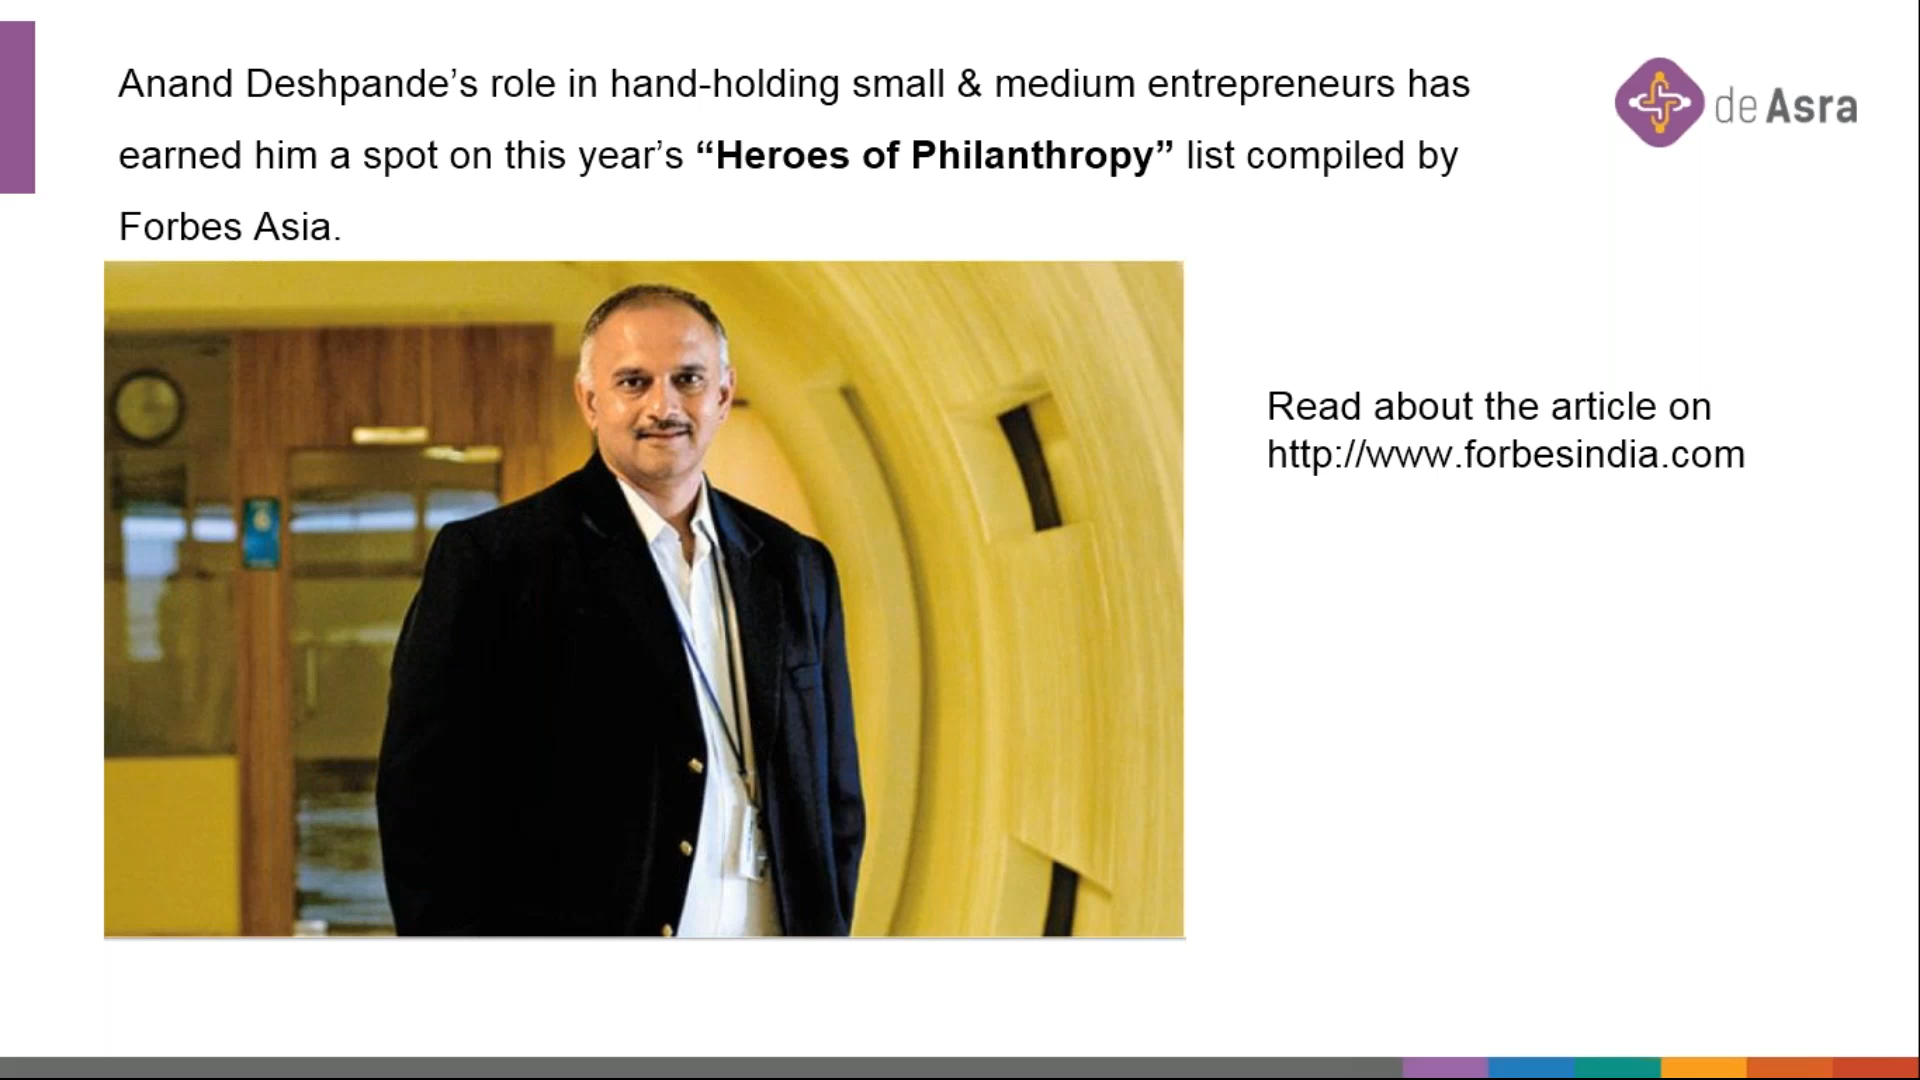 Anand Deshpande’s role in hand-holding small & medium entrepreneurs has
earned him a spot on this year’s “Heroes of Philanthropy” list compiled by
Forbes Asia.
de Asra
Read about the article on
http://www.forbesindia.com